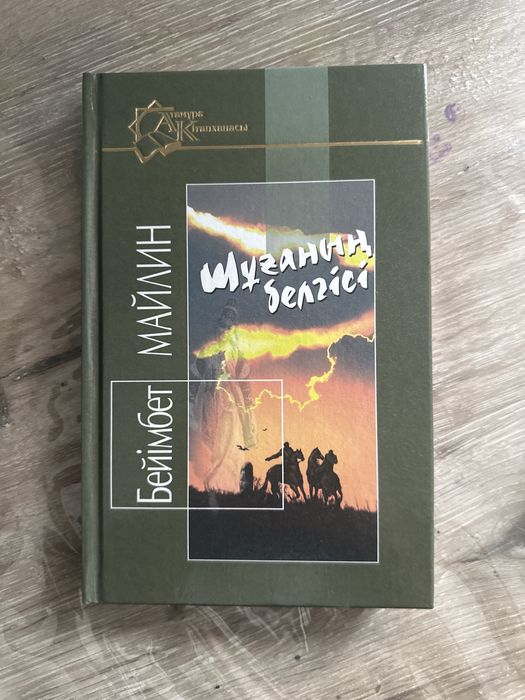 Атамұра
Кітапханасы
Бейімбет МАЙЛИН
Шұғаның
белгісі